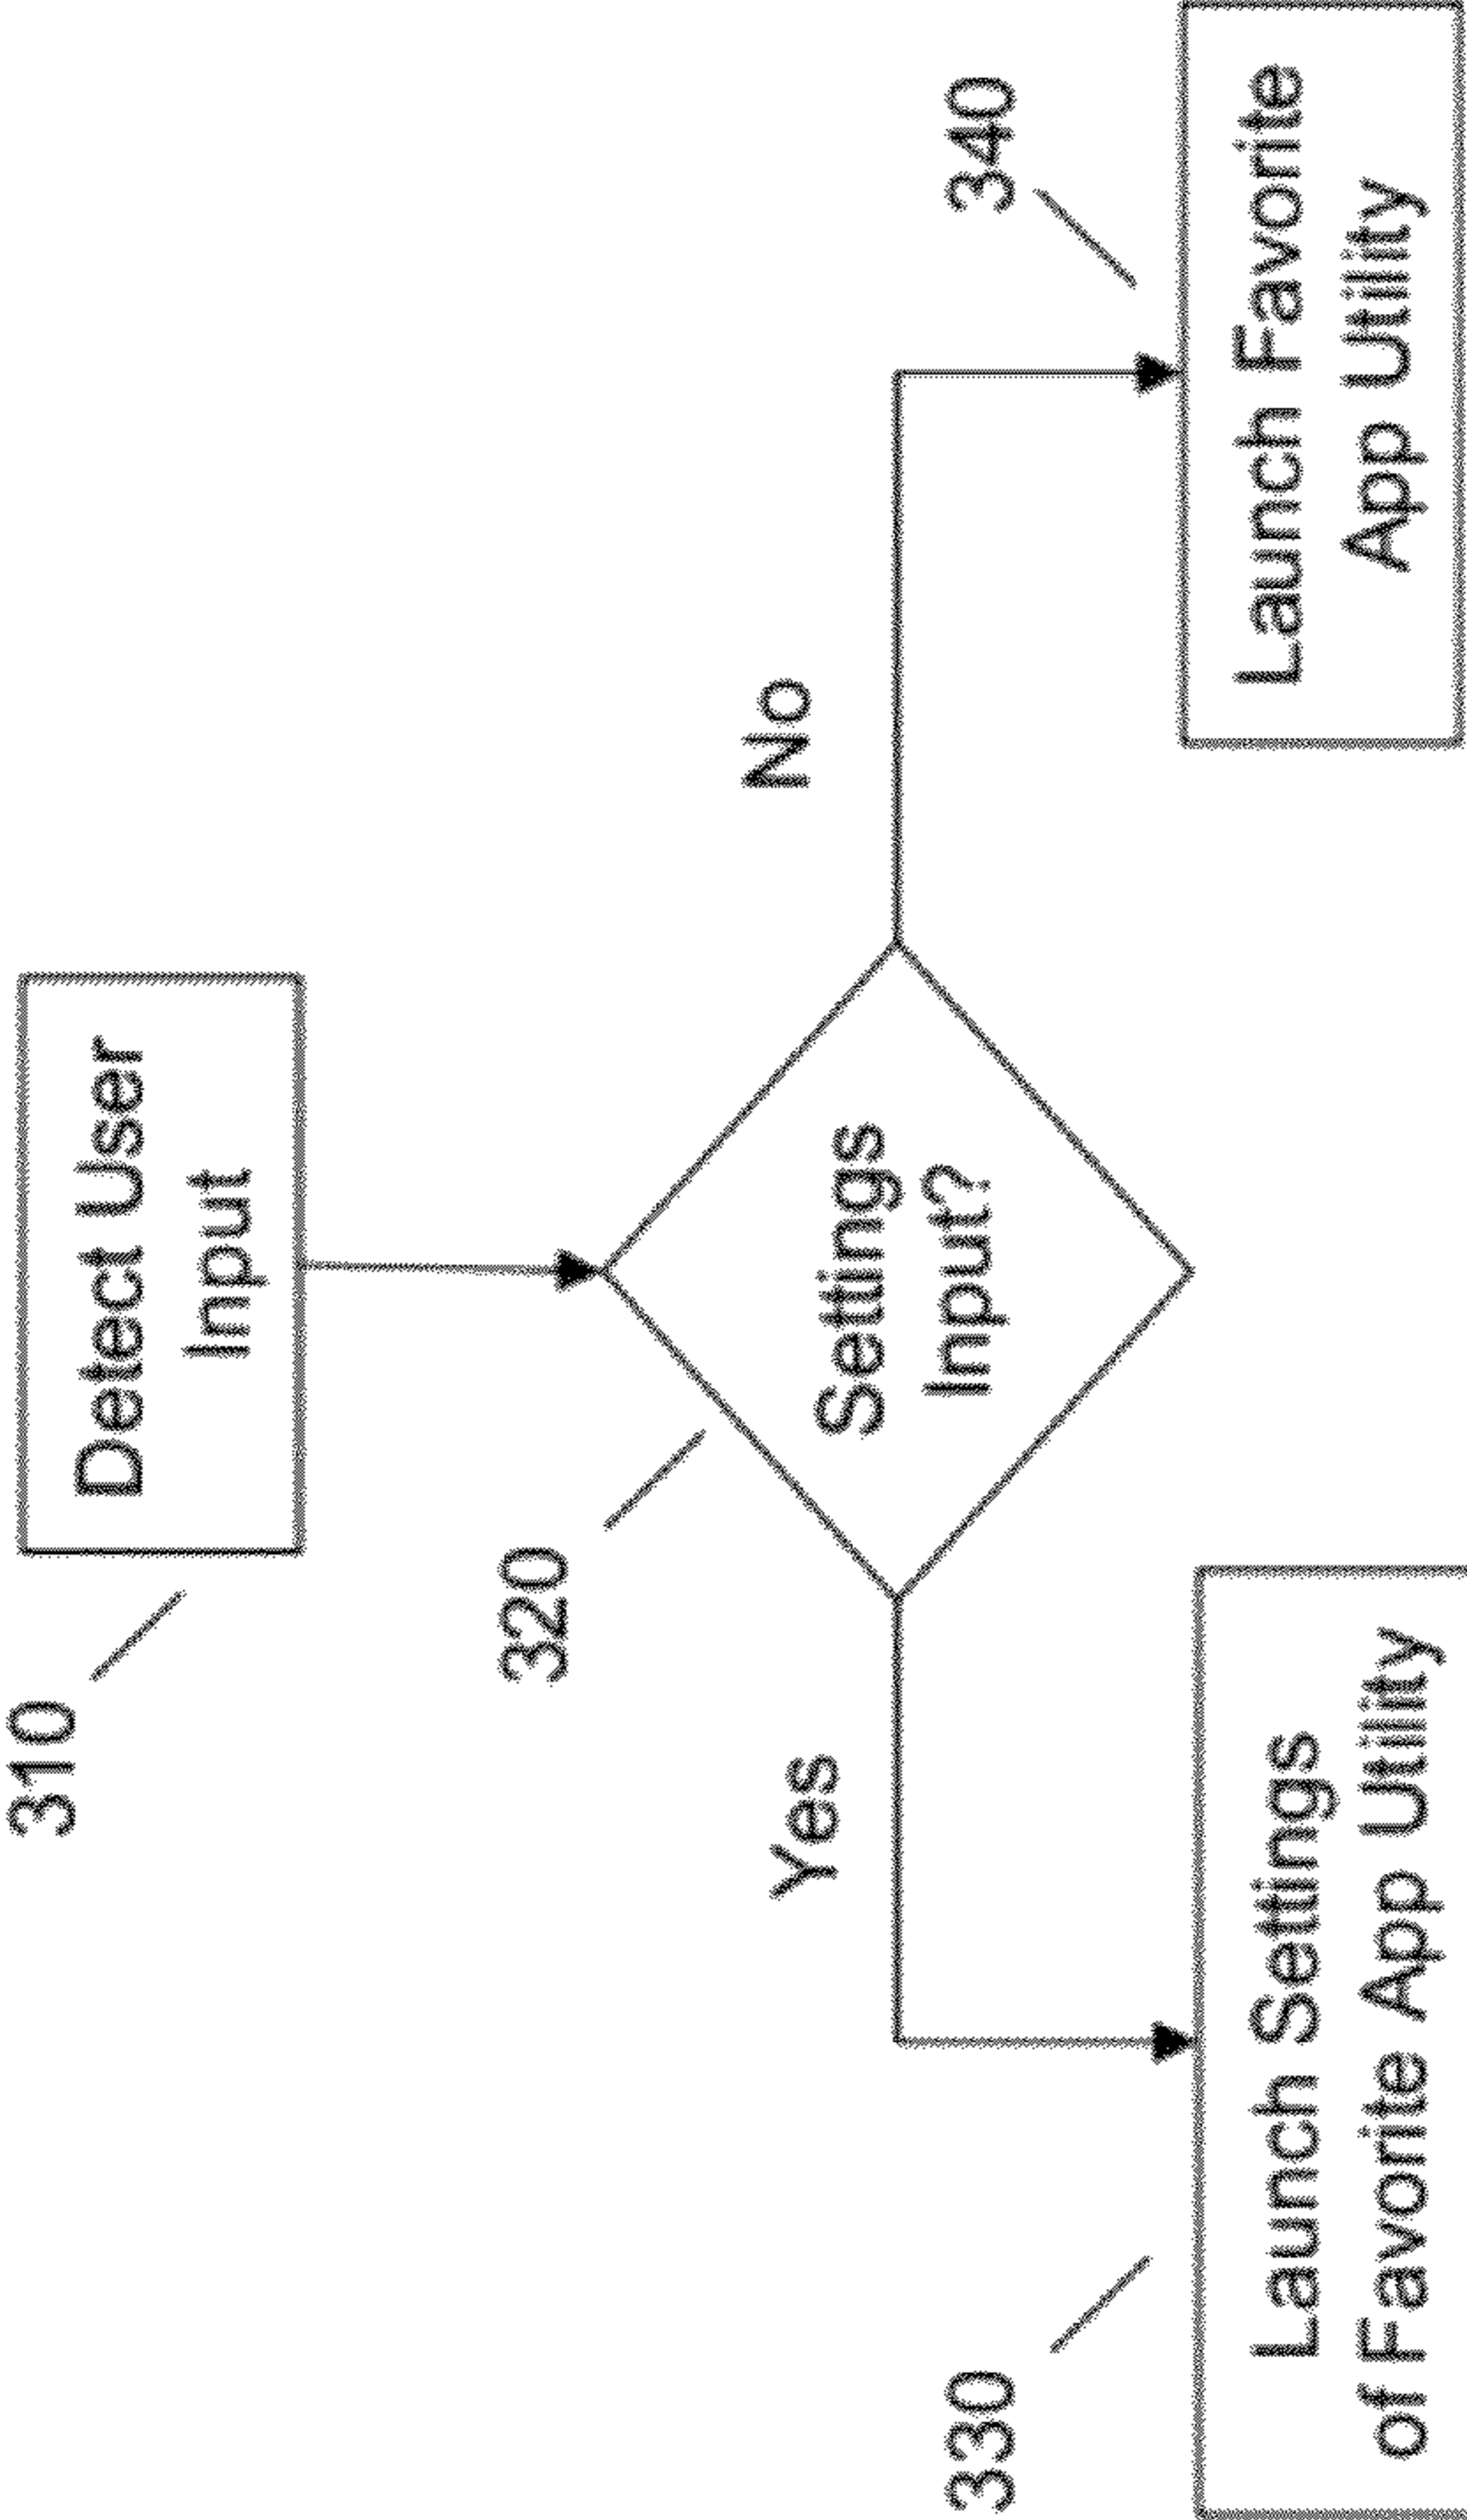 310
Detect User
Input
320
Settings
Input?
Yes
No
330
Launch Settings
of Favorite App Utility
340
Launch Favorite
App Utility